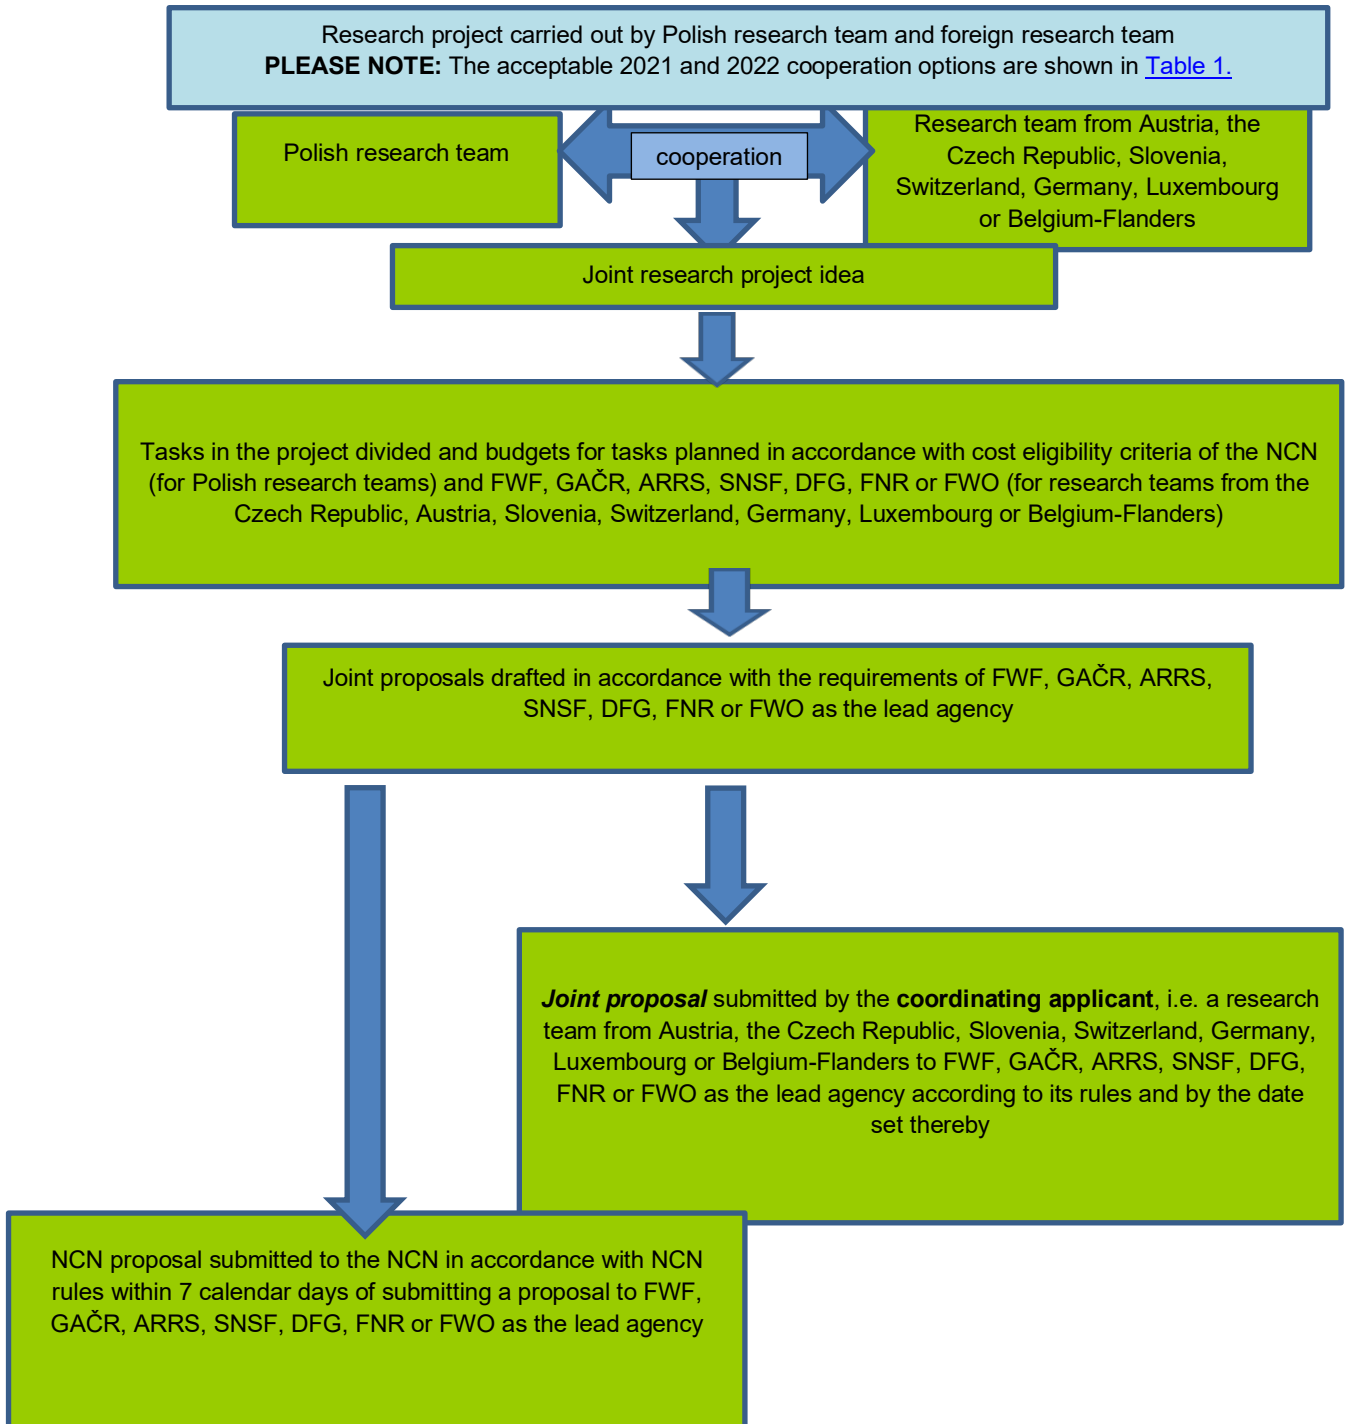 Research project carried out by Polish research team and foreign research team
PLEASE NOTE: The acceptable 2021 and 2022 cooperation options are shown in Table 1.
Polish research team
cooperation
Research team from Austria, the
Czech Republic, Slovenia,
Switzerland, Germany, Luxembourg
or Belgium-Flanders
Joint research project idea
Tasks in the project divided and budgets for tasks planned in accordance with cost eligibility criteria of the NCN
(for Polish research teams) and FWF, GAČR, ARRS, SNSF, DFG, FNR or FWO (for research teams from the
Czech Republic, Austria, Slovenia, Switzerland, Germany, Luxembourg or Belgium-Flanders)
Joint proposals drafted in accordance with the requirements of FWF, GAČR, ARRS,
SNSF, DFG, FNR or FWO as the lead agency
Joint proposal submitted by the coordinating applicant, i.e. a research
team from Austria, the Czech Republic, Slovenia, Switzerland, Germany,
Luxembourg or Belgium-Flanders to FWF, GAČR, ARRS, SNSF, DFG,
FNR or FWO as the lead agency according to its rules and by the date
set thereby
NCN proposal submitted to the NCN in accordance with NCN
rules within 7 calendar days of submitting a proposal to FWF,
GAČR, ARRS, SNSF, DFG, FNR or FWO as the lead agency